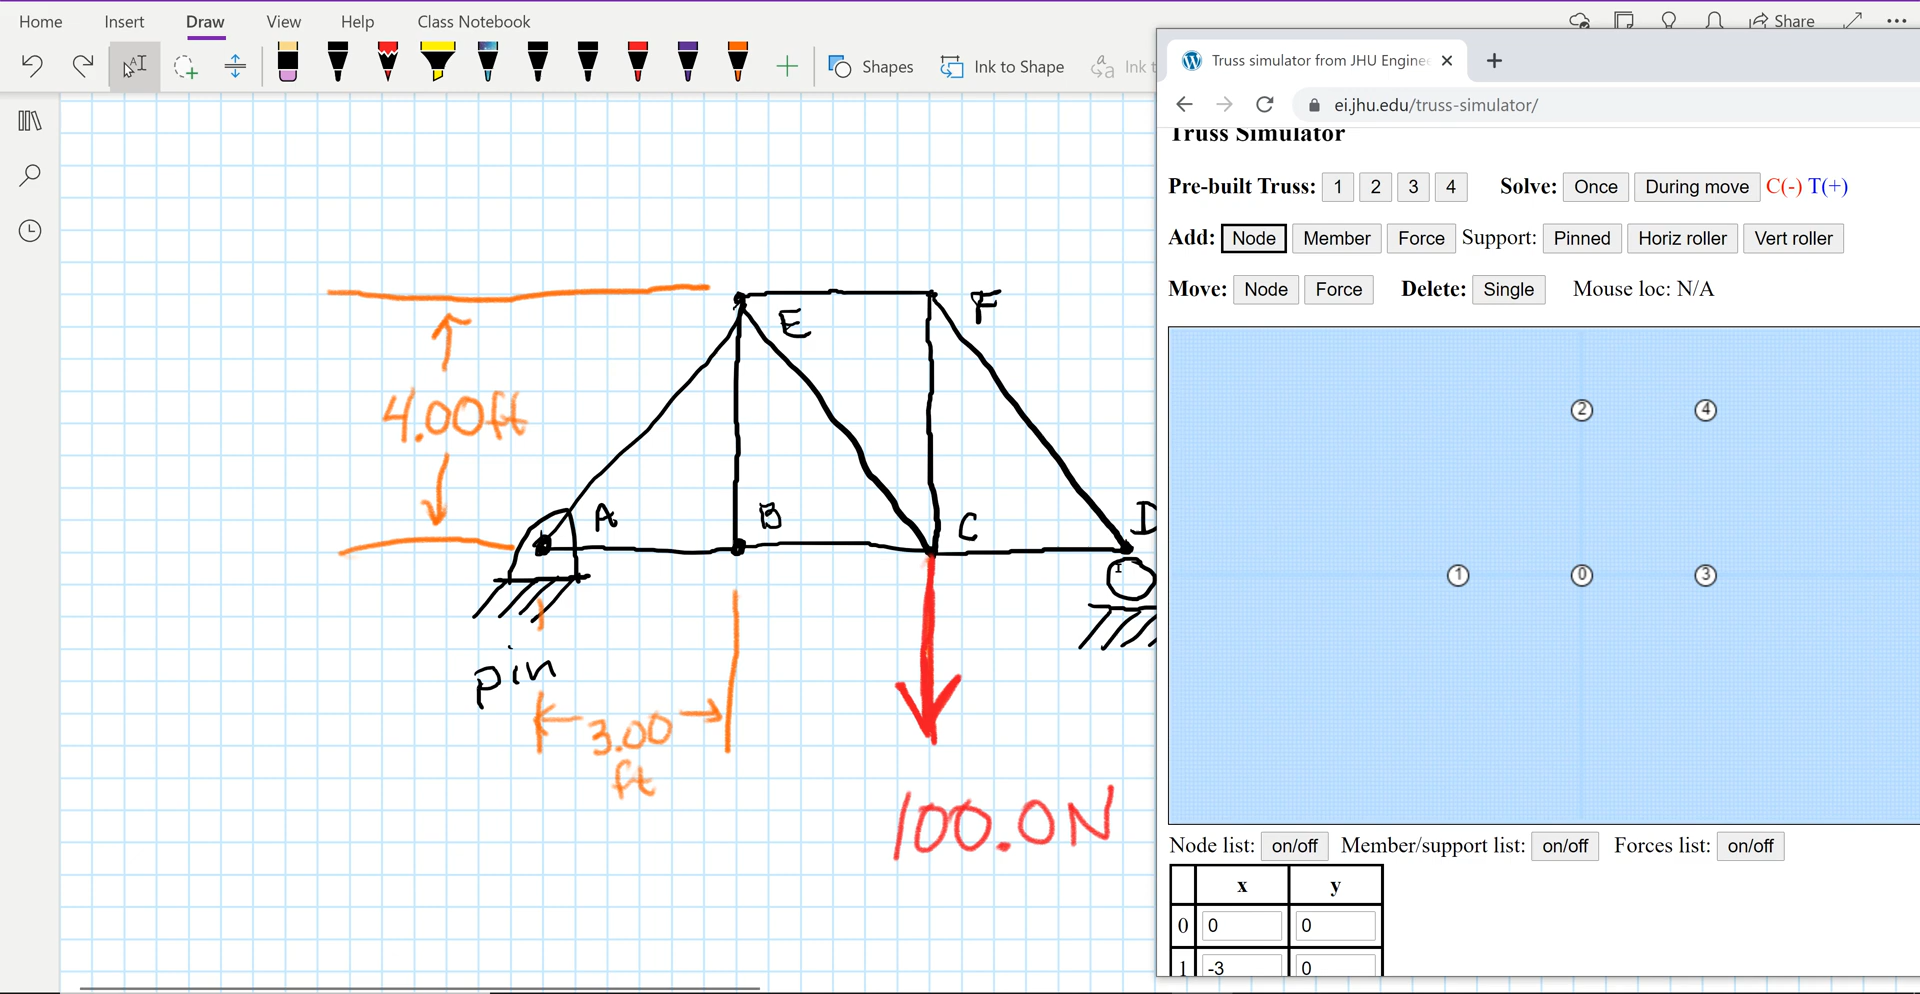 Home Insert Draw View Help Class Notebook Share
Shapes Ink to Shape Ink t
4.00ft
E
F
A
B
C
D
pin
3.00
ft
100.0N
Truss simulator from JHU Engine
ei.jhu.edu/truss-simulator/
Truss Simulator
Pre-built Truss: 1 2 3 4 Solve: Once During move C(-) T(+)
Add: Node Member Force Support: Pinned Horiz roller Vert roller
Move: Node Force Delete: Single Mouse loc: N/A
2 4
1 0 3
Node list: on/off Member/support list: on/off Forces list: on/off
x y
0 0 0
1 -3 0